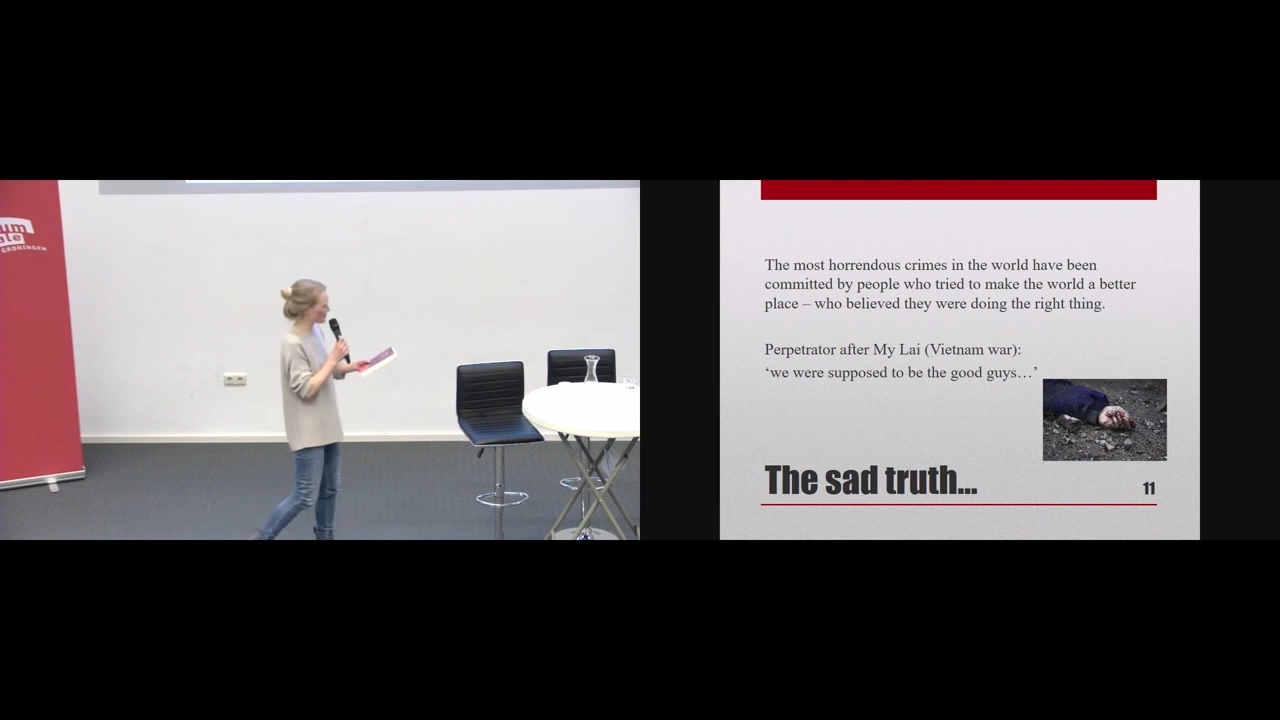 GRONINGEN
The most horrendous crimes in the world have been
committed by people who tried to make the world a better
place – who believed they were doing the right thing.
Perpetrator after My Lai (Vietnam war):
‘we were supposed to be the good guys…’
The sad truth...
11